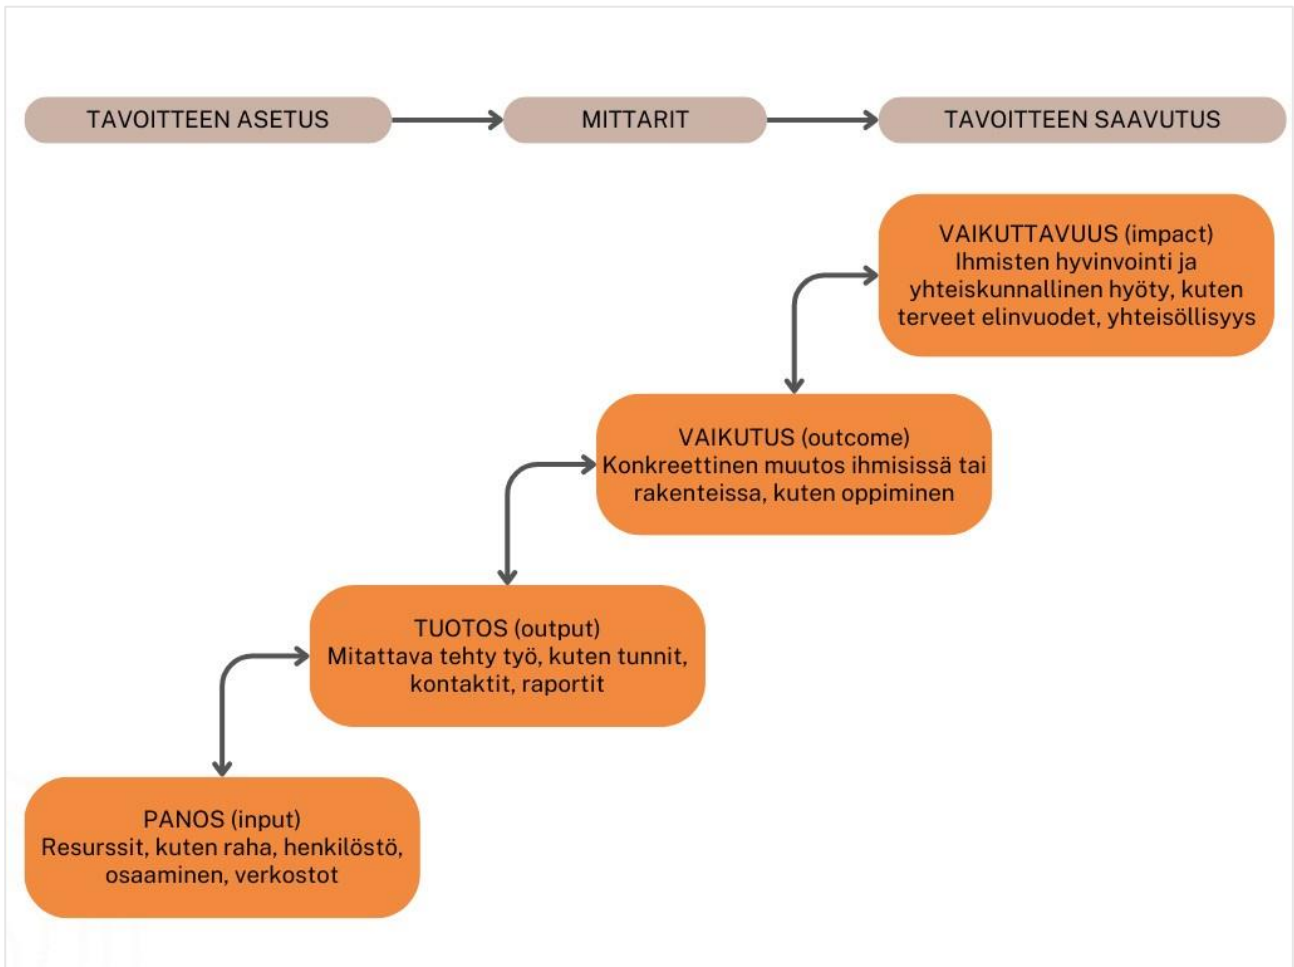 TAVOITTEEN ASETUS
MITTARIT
TAVOITTEEN SAAVUTUS
VAIKUTTAVUUS (impact)
Ihmisten hyvinvointi ja
yhteiskunnallinen hyöty, kuten
terveet elinvuodet, yhteisöllisyys
VAIKUTUS (outcome)
Konkreettinen muutos ihmisissä tai
rakenteissa, kuten oppiminen
TUOTOS (output)
Mitattava tehty työ, kuten tunnit,
kontaktit, raportit
PANOS (input)
Resurssit, kuten raha, henkilöstö,
osaaminen, verkostot